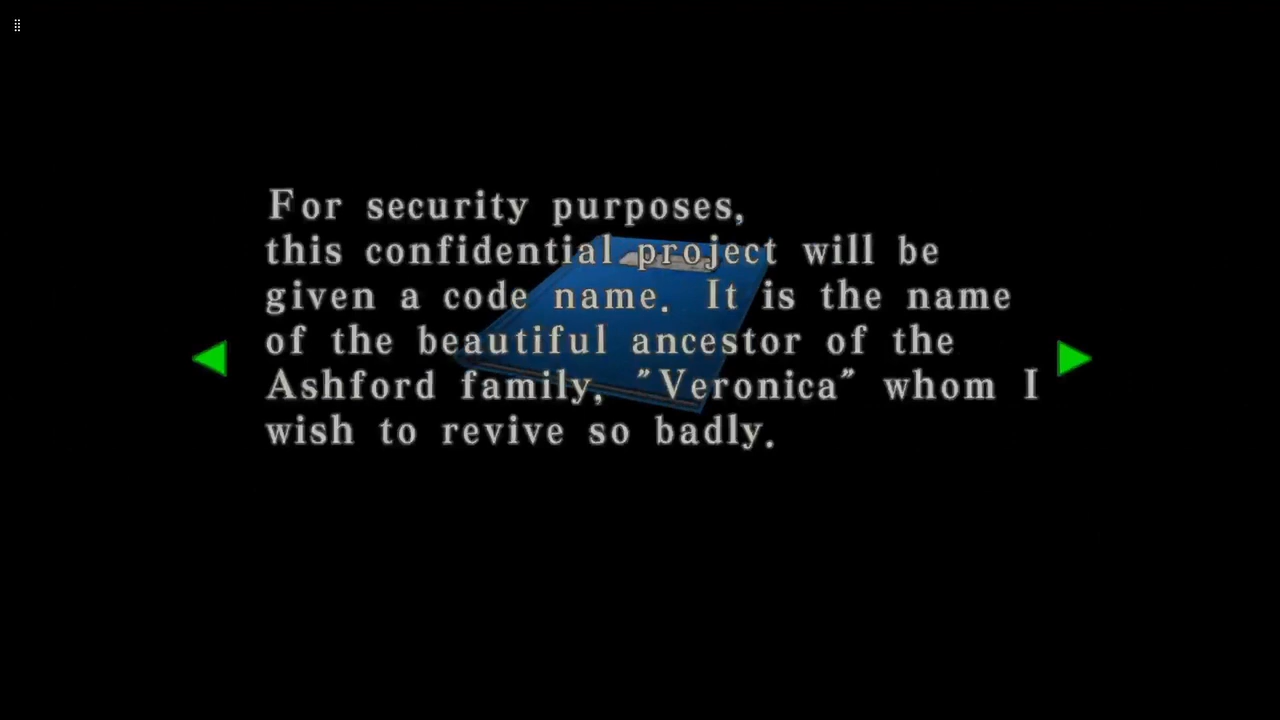 For security purposes,
this confidential project will be
given a code name. It is the name
of the beautiful ancestor of the
Ashford family, "Veronica" whom I
wish to revive so badly.